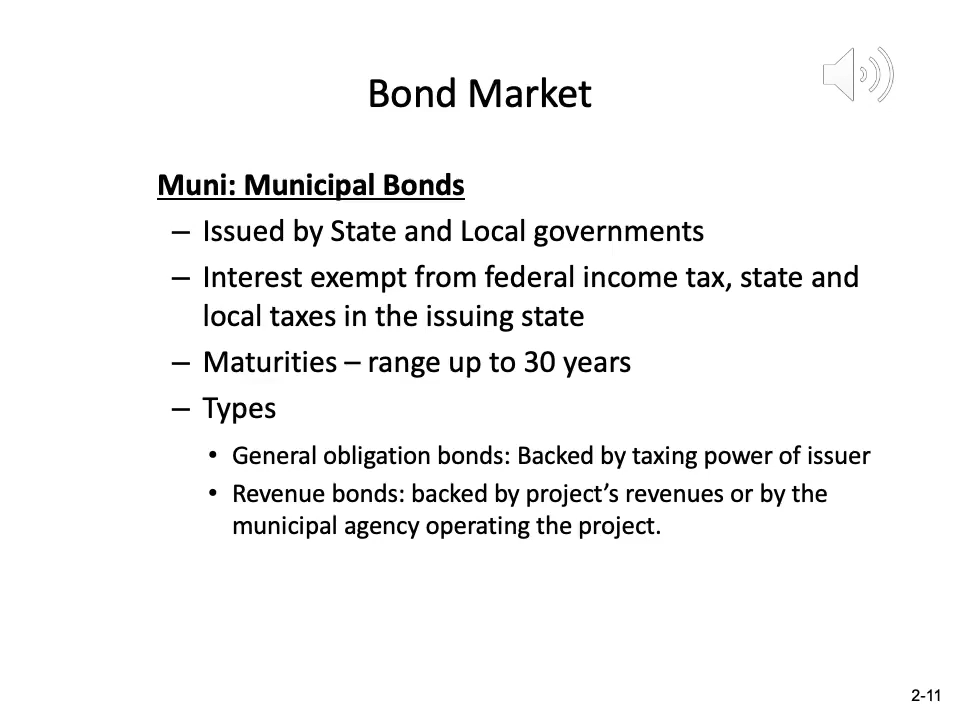 Bond Market
Muni: Municipal Bonds
– Issued by State and Local governments
– Interest exempt from federal income tax, state and
local taxes in the issuing state
– Maturities – range up to 30 years
– Types
• General obligation bonds: Backed by taxing power of issuer
• Revenue bonds: backed by project’s revenues or by the
municipal agency operating the project.
2-11